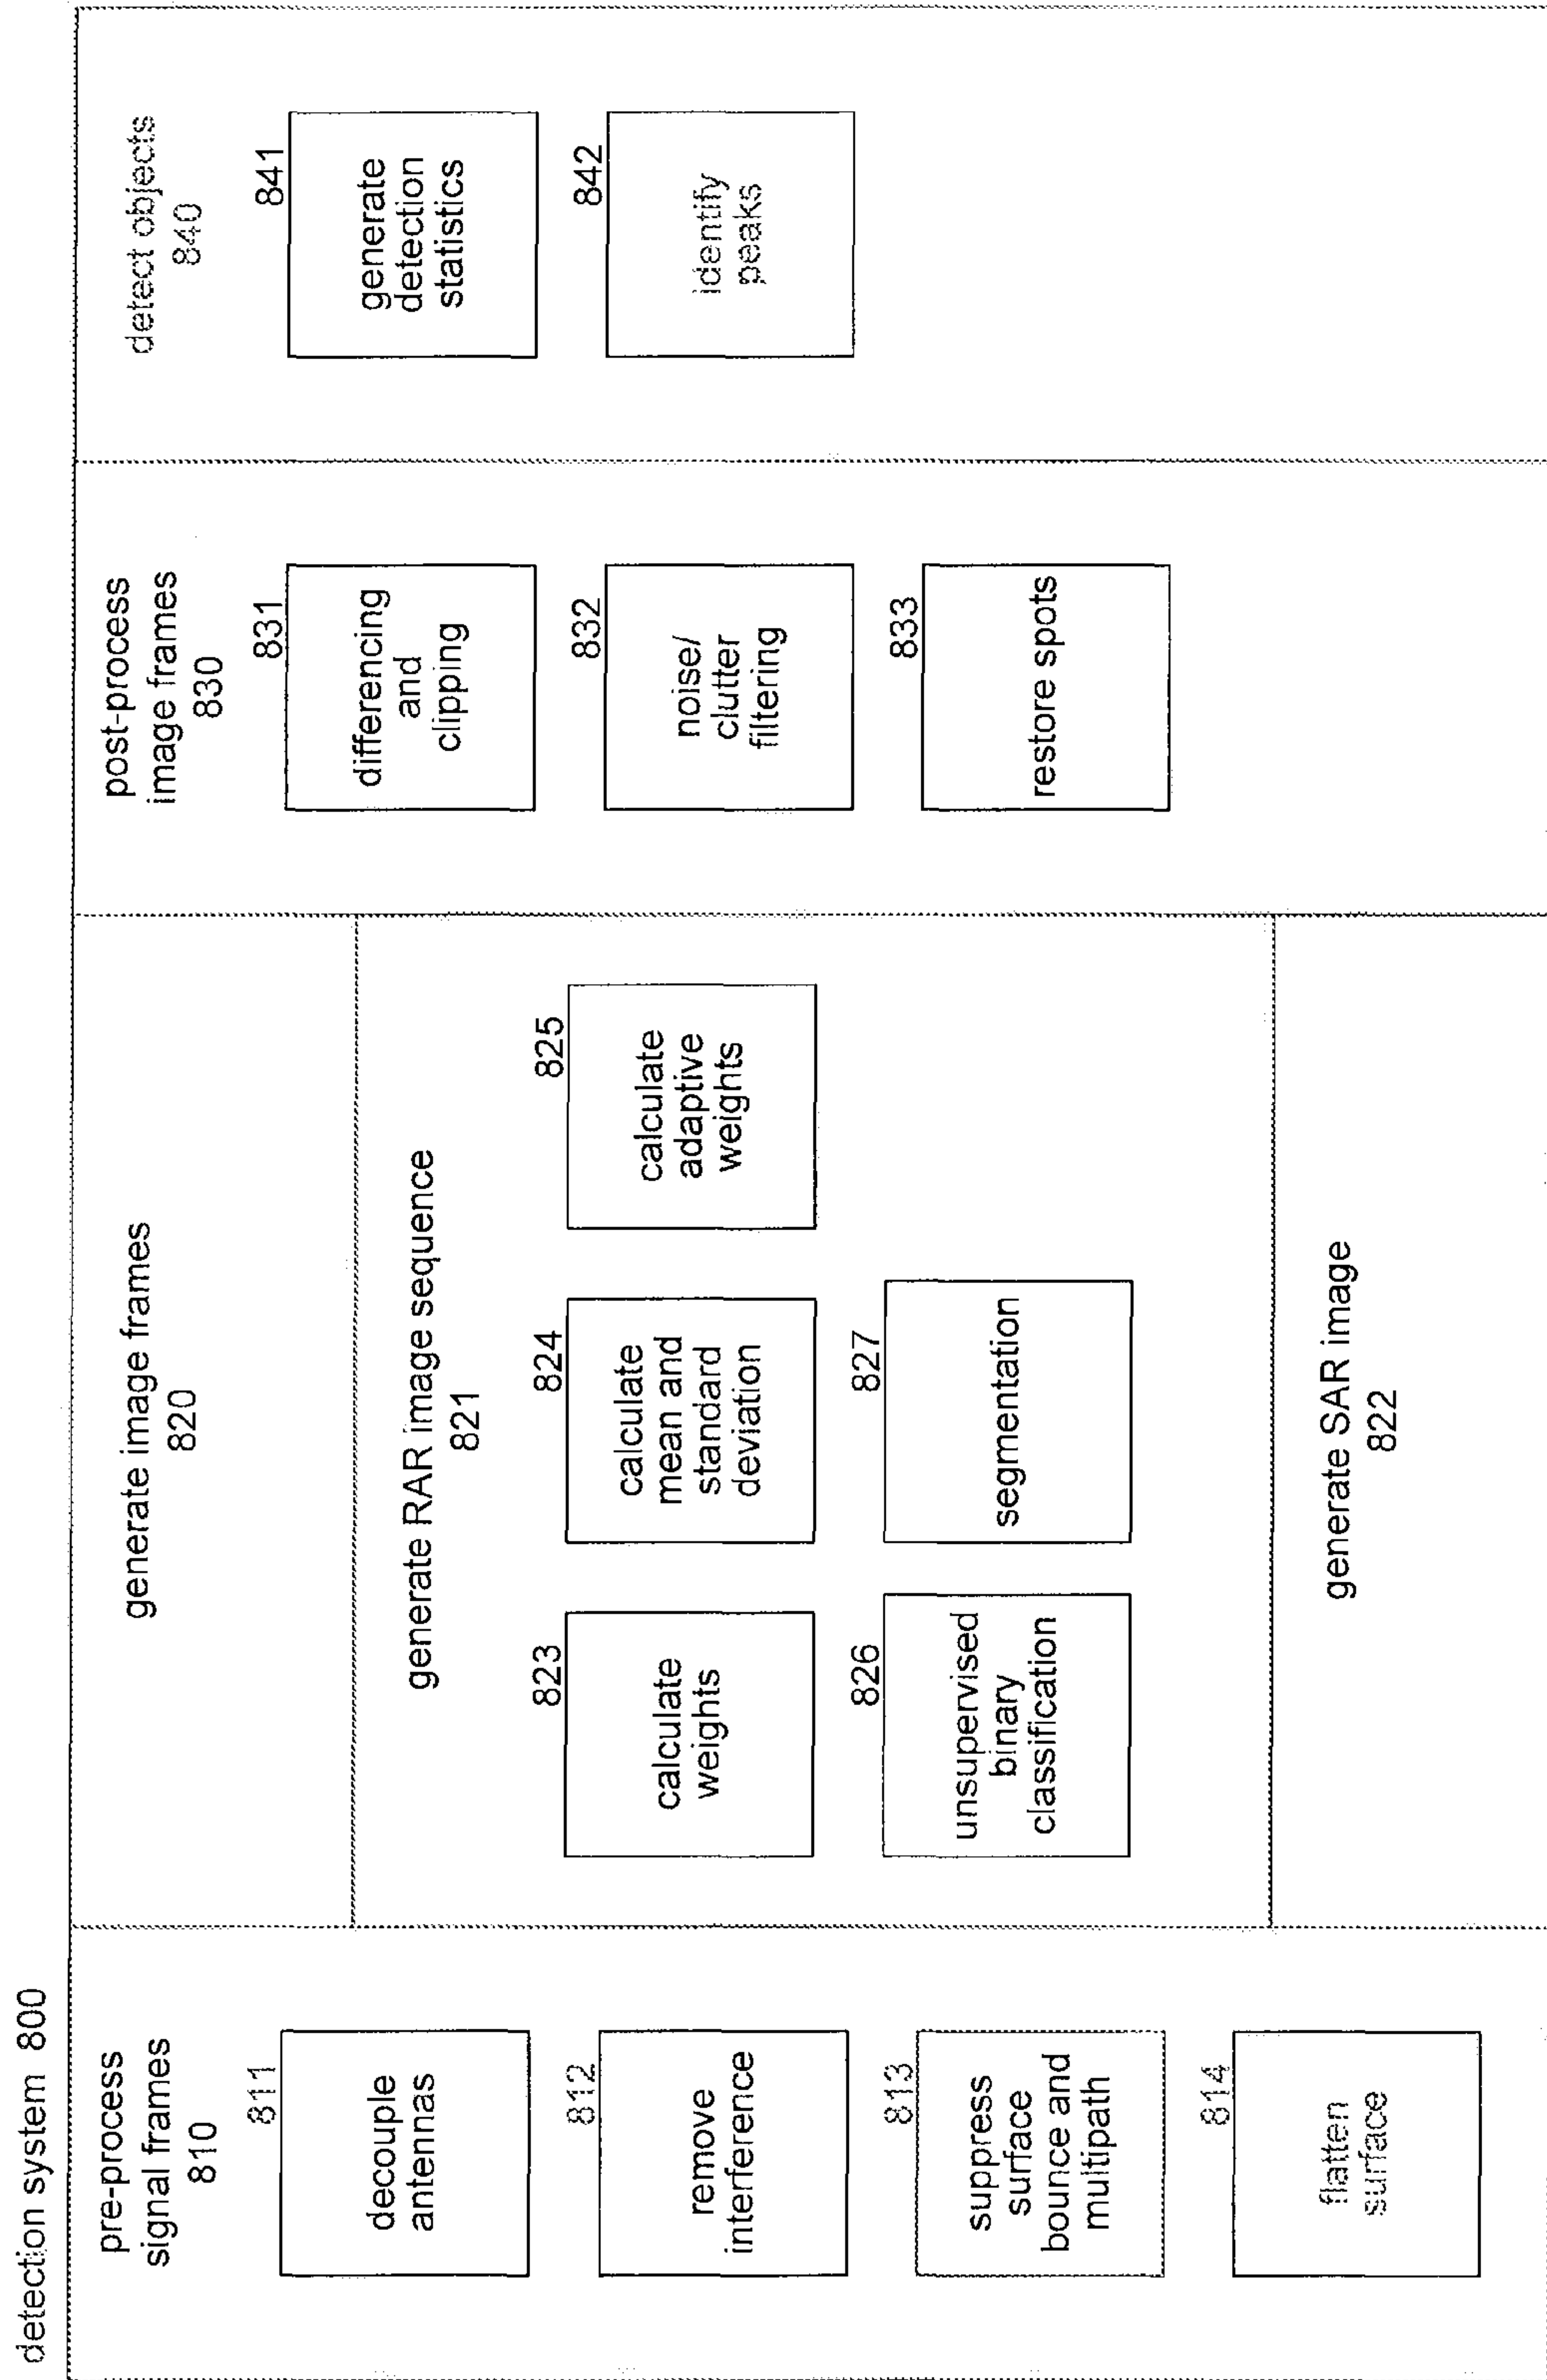 detection system 800
pre-process
signal frames
810
811
decouple
antennas
812
remove
interference
813
suppress
surface
bounce and
multipath
814
flatten
surface
generate image frames
820
generate RAR image sequence
821
823
calculate
weights
824
calculate
mean and
standard
deviation
825
calculate
adaptive
weights
826
unsupervised
binary
classification
827
segmentation
generate SAR image
822
post-process
image frames
830
831
differencing
and
clipping
832
noise/
clutter
filtering
833
restore spots
detect objects
840
841
generate
detection
statistics
842
identify
peaks